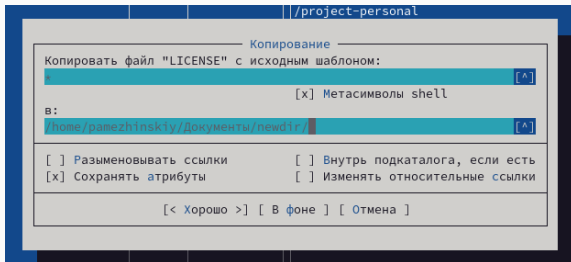 /project-personal
Копирование
Копировать файл "LICENSE" с исходным шаблоном:
* [^]
[x] Метасимволы shell
в:
/home/pamezhinskiy/Документы/newdir/ [^]
[ ] Разыменовывать ссылки [ ] Внутрь подкаталога, если есть
[x] Сохранять атрибуты [ ] Изменять относительные ссылки
[< Хорошо >] [ В фоне ] [ Отмена ]